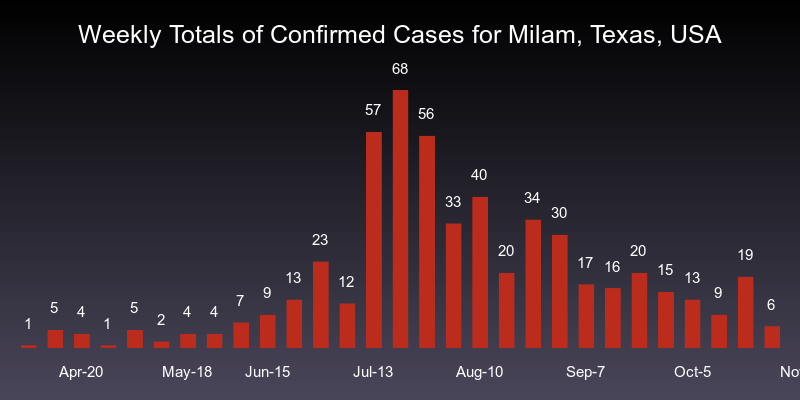 Weekly Totals of Confirmed Cases for Milam, Texas, USA
1 5 4 1 5 2 4 4 7 9 13 23 12 57 68 56 33 40 20 34 30 17 16 20 15 13 9 19 6
Apr-20 May-18 Jun-15 Jul-13 Aug-10 Sep-7 Oct-5